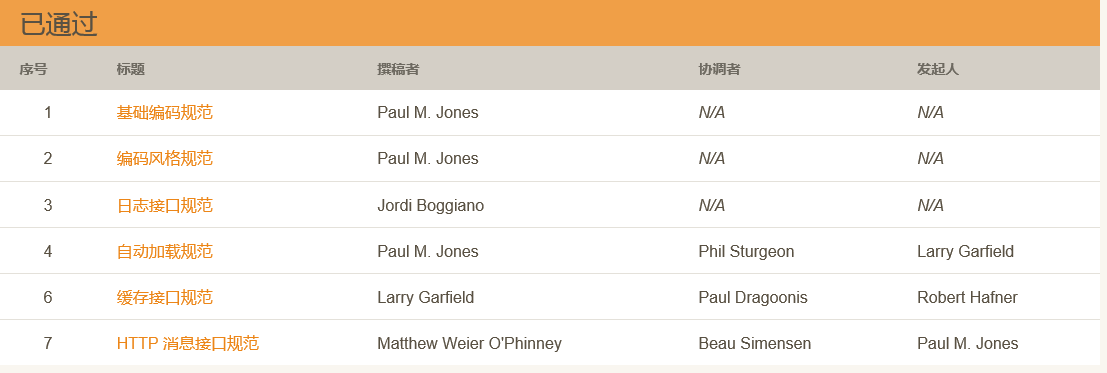 已通过
序号 标题 撰稿者 协调者 发起人
1 基础编码规范 Paul M. Jones N/A N/A
2 编码风格规范 Paul M. Jones N/A N/A
3 日志接口规范 Jordi Boggiano N/A N/A
4 自动加载规范 Paul M. Jones Phil Sturgeon Larry Garfield
6 缓存接口规范 Larry Garfield Paul Dragoonis Robert Hafner
7 HTTP 消息接口规范 Matthew Weier O'Phinney Beau Simensen Paul M. Jones